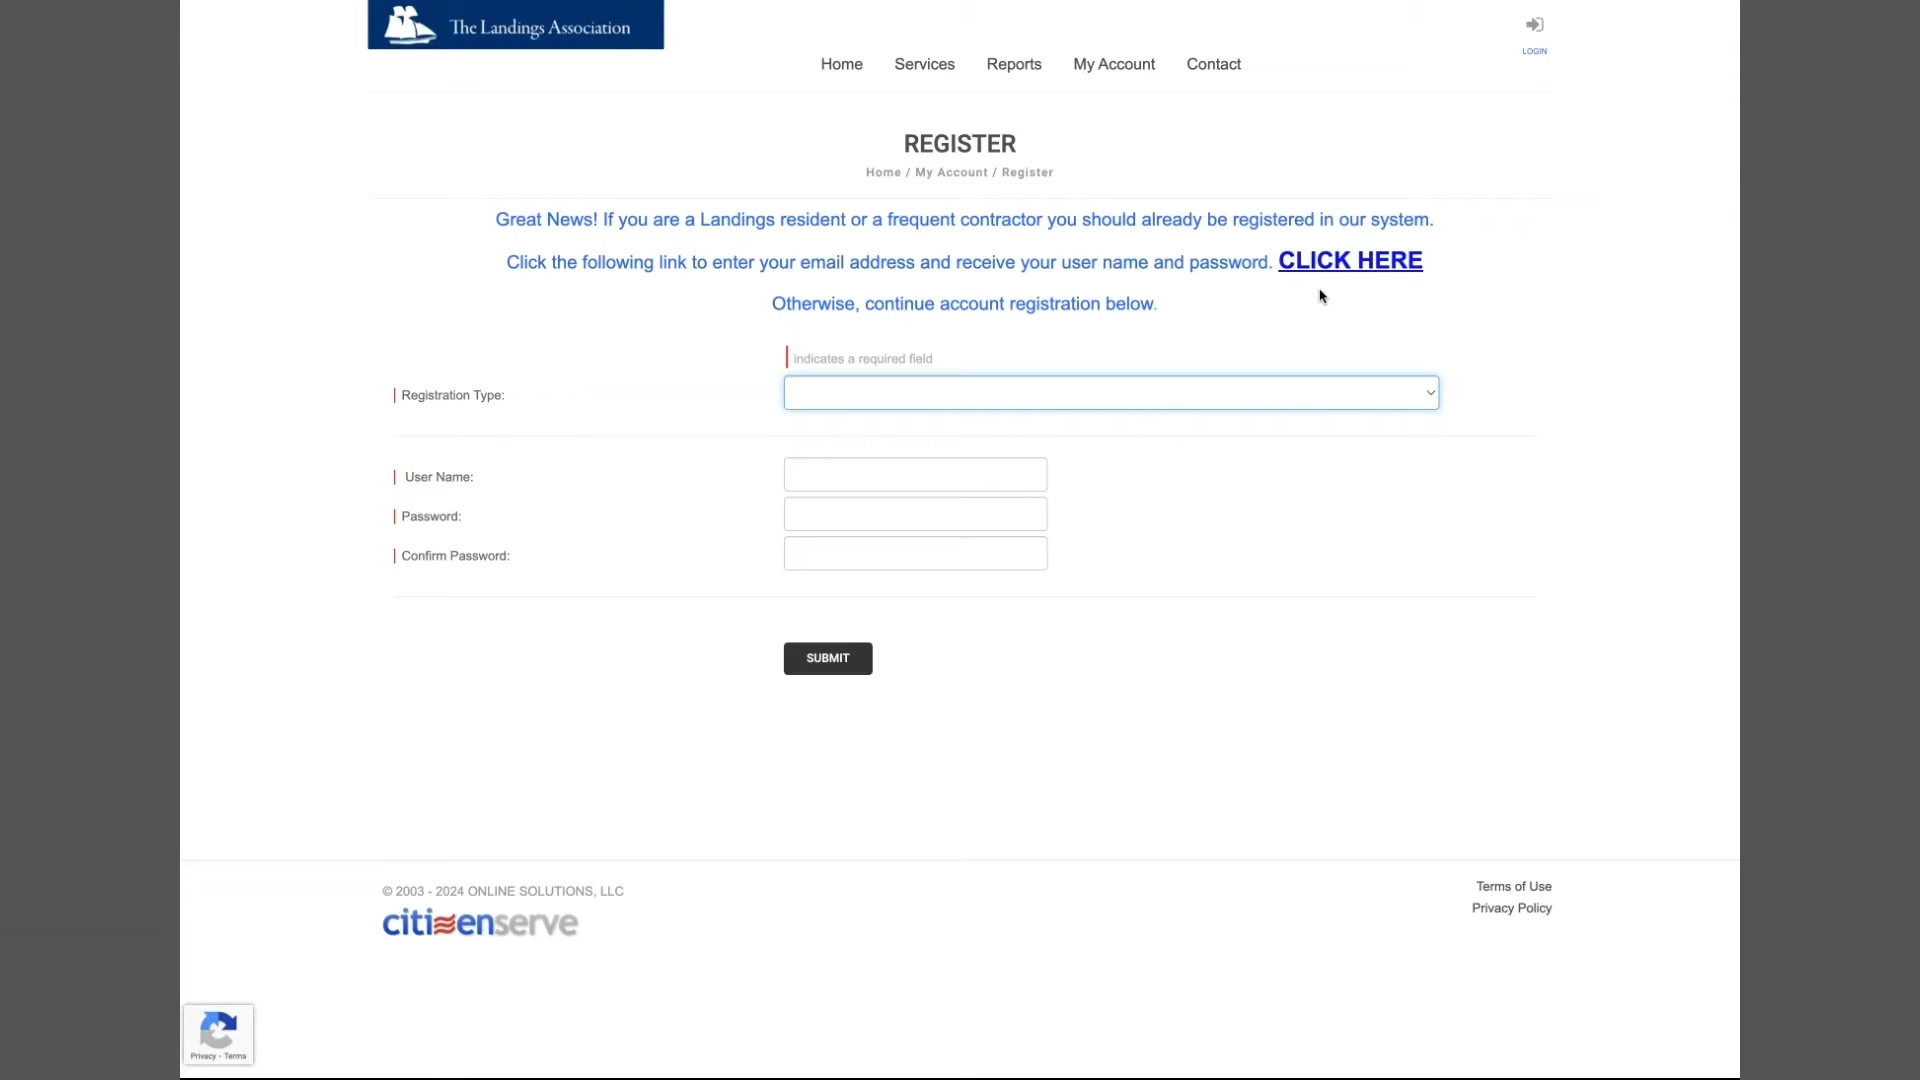 The Landings Association
LOGIN
Home Services Reports My Account Contact
REGISTER
Home / My Account / Register
Great News! If you are a Landings resident or a frequent contractor you should already be registered in our system.
Click the following link to enter your email address and receive your user name and password. CLICK HERE
Otherwise, continue account registration below.
indicates a required field
Registration Type:
User Name:
Password:
Confirm Password:
SUBMIT
© 2003 - 2024 ONLINE SOLUTIONS, LLC
citizenserve
Terms of Use
Privacy Policy
Privacy - Terms